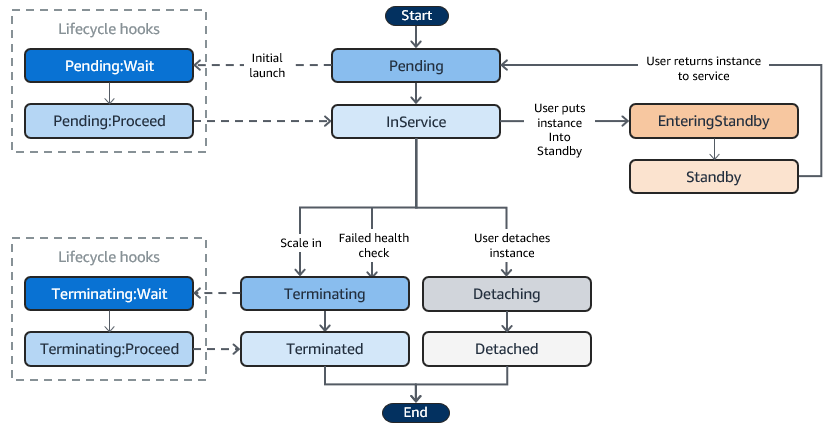 Start
Lifecycle hooks
Pending:Wait
Initial
launch
Pending
User returns instance
to service
Pending:Proceed
InService
User puts
instance
Into
Standby
EnteringStandby
Standby
Scale in
Failed health
check
User detaches
instance
Lifecycle hooks
Terminating:Wait
Terminating
Detaching
Terminating:Proceed
Terminated
Detached
End